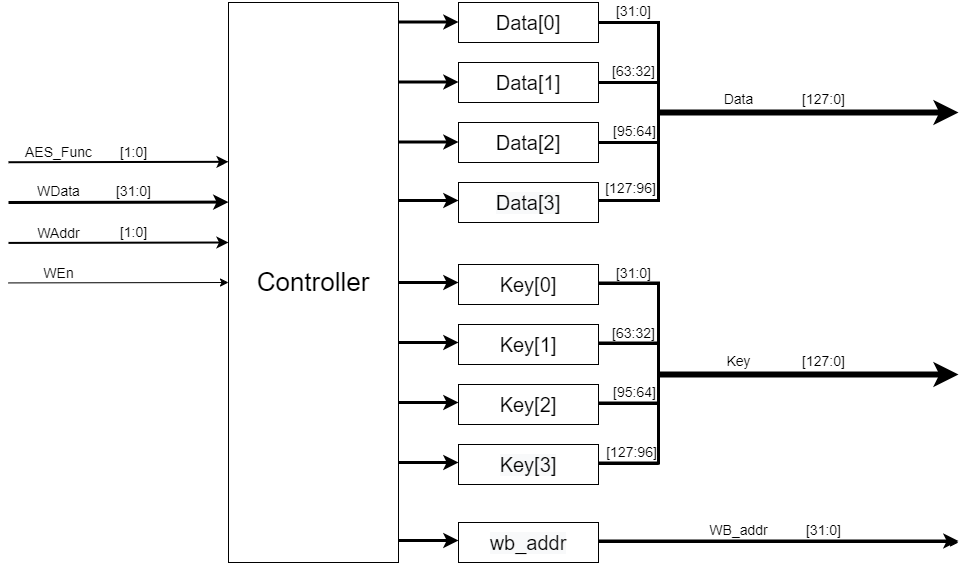 AES_Func [1:0]
WData [31:0]
WAddr [1:0]
WEn
Controller
Data[0] [31:0]
Data[1] [63:32]
Data[2] [95:64]
Data[3] [127:96]
Data [127:0]
Key[0] [31:0]
Key[1] [63:32]
Key[2] [95:64]
Key[3] [127:96]
Key [127:0]
wb_addr
WB_addr [31:0]